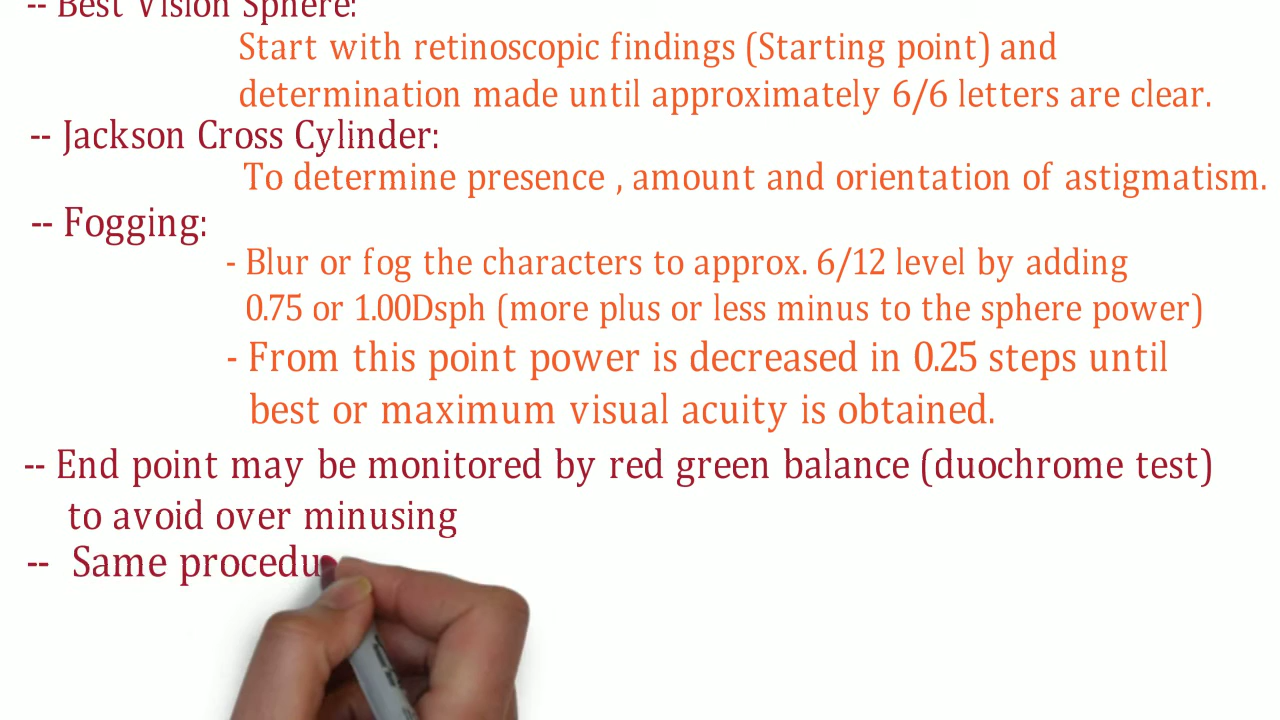 -- Best Vision Sphere:
Start with retinoscopic findings (Starting point) and
determination made until approximately 6/6 letters are clear.
-- Jackson Cross Cylinder:
To determine presence , amount and orientation of astigmatism.
-- Fogging:
- Blur or fog the characters to approx. 6/12 level by adding
0.75 or 1.00Dsph (more plus or less minus to the sphere power)
- From this point power is decreased in 0.25 steps until
best or maximum visual acuity is obtained.
-- End point may be monitored by red green balance (duochrome test)
to avoid over minusing
-- Same procedu